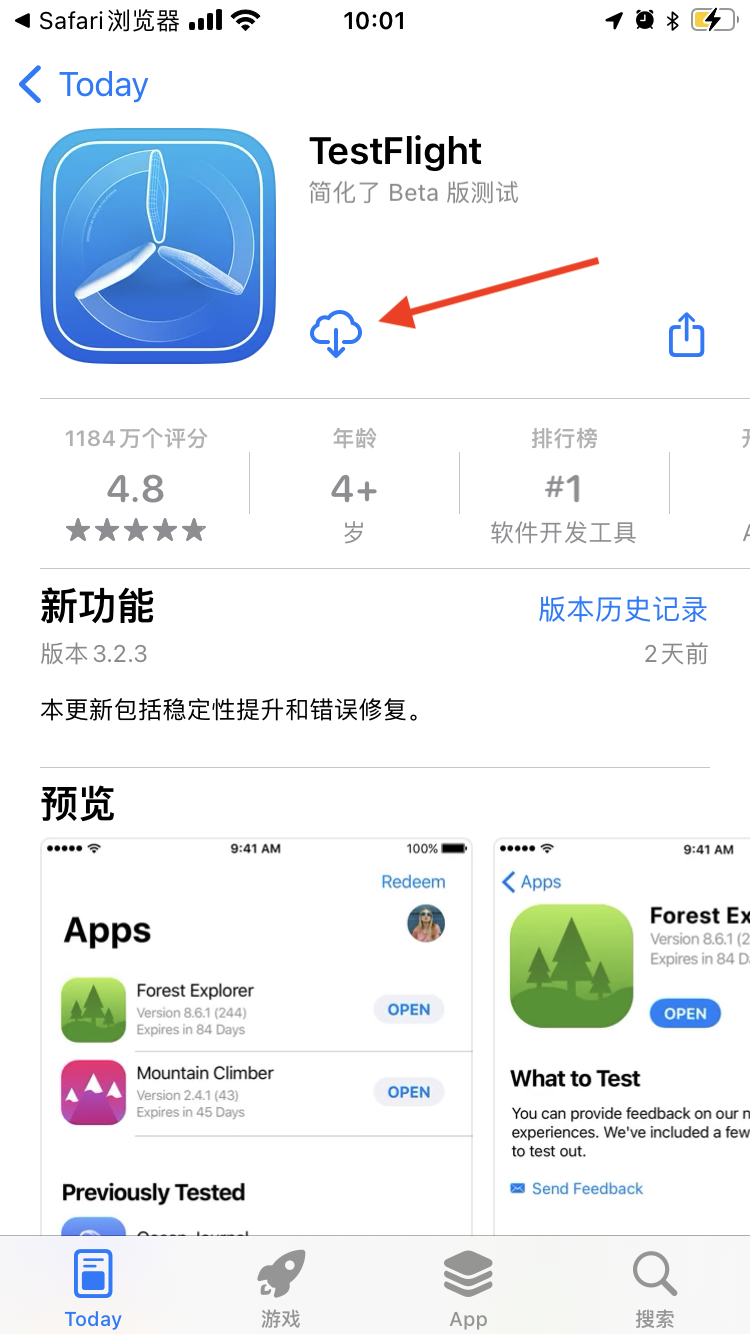 Safari浏览器
10:01
Today
TestFlight
简化了 Beta 版测试
1184万个评分
年龄
排行榜
4.8
4+
#1
岁
软件开发工具
新功能
版本历史记录
版本 3.2.3
2天前
本更新包括稳定性提升和错误修复。
预览
9:41 AM
100%
9:41 AM
Redeem
Apps
Apps
Forest Explorer
Version 8.6.1 (244)
Expires in 84 Days
OPEN
Mountain Climber
Version 2.4.1 (43)
Expires in 45 Days
OPEN
Previously Tested
Forest Ex
Version 8.6.1 (2
Expires in 84 D
OPEN
What to Test
You can provide feedback on our n
experiences. We've included a few
to test out.
Send Feedback
Today
游戏
App
搜索